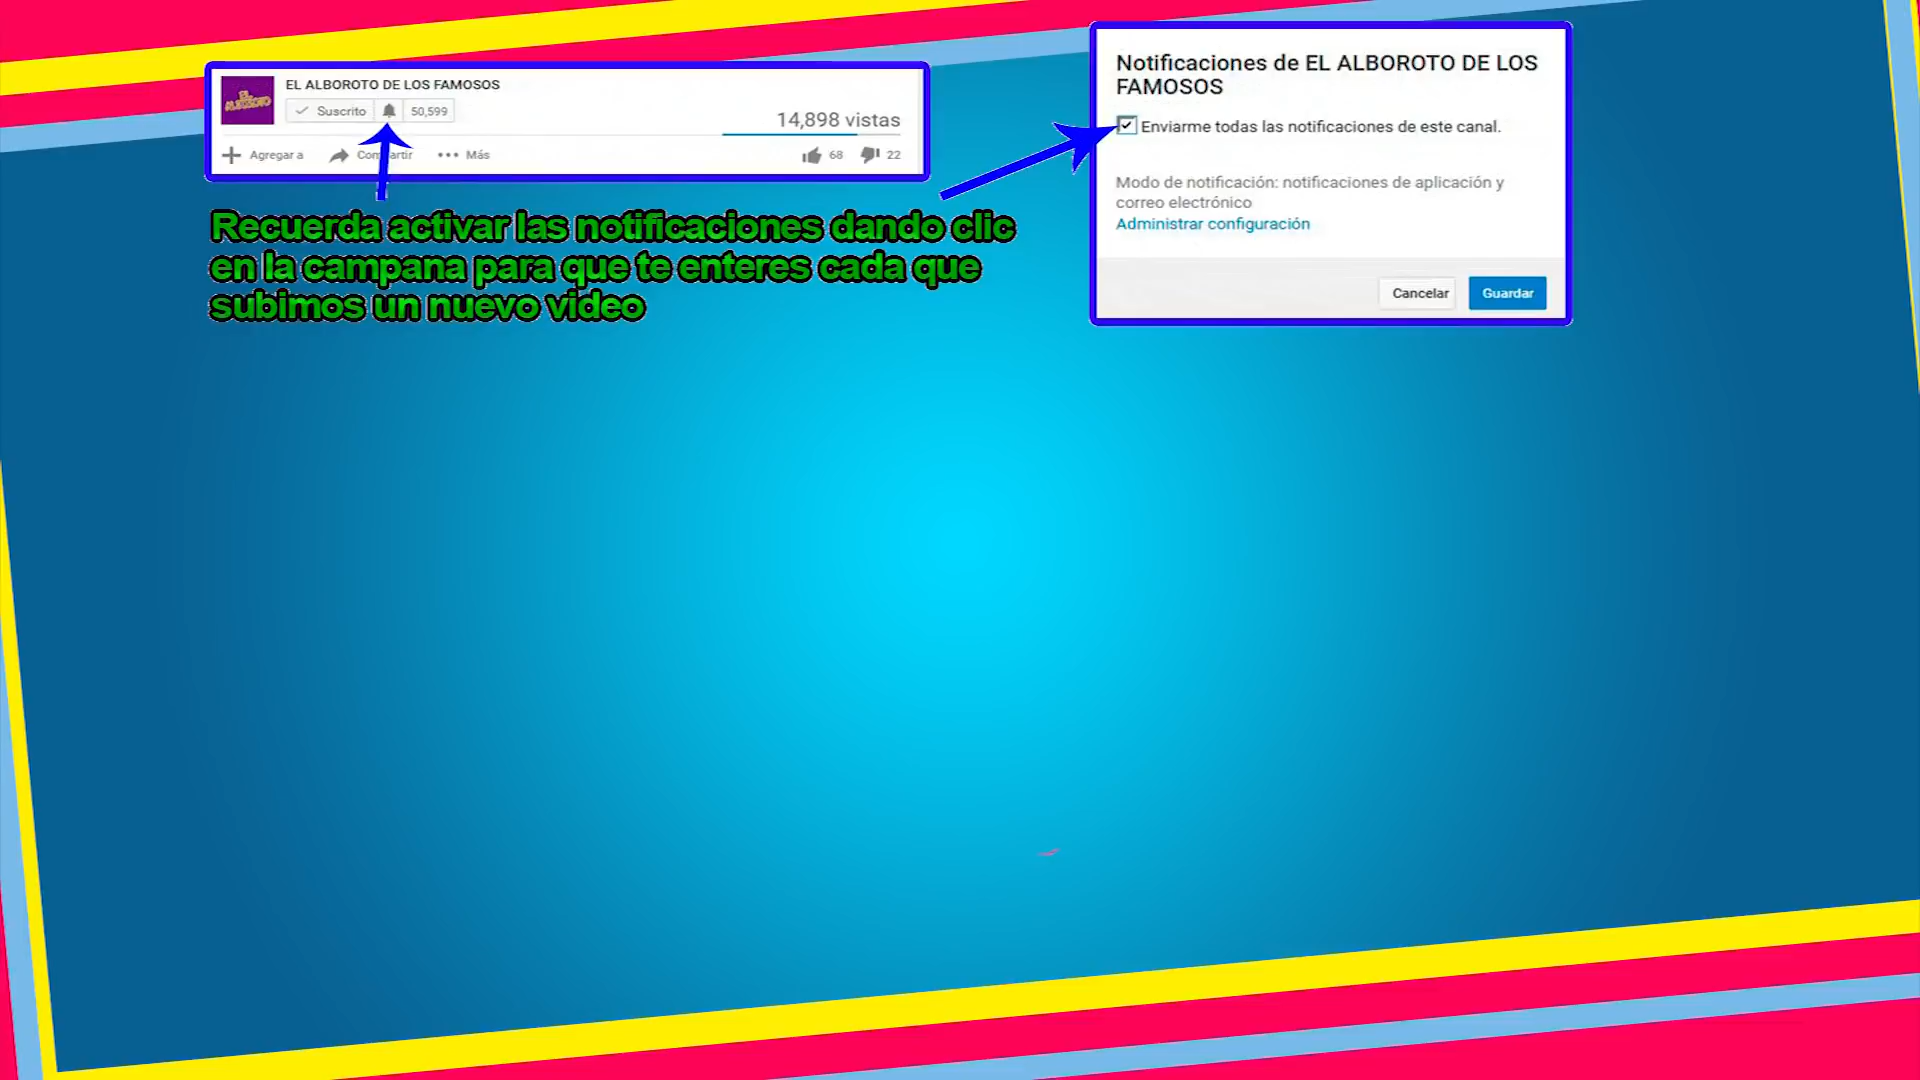 EL ALBOROTO
EL ALBOROTO DE LOS FAMOSOS
Suscrito 50,599
14,898 vistas
Agregar a Compartir Más 68 22
Recuerda activar las notificaciones dando clic
en la campana para que te enteres cada que
subimos un nuevo video
Notificaciones de EL ALBOROTO DE LOS
FAMOSOS
Enviarme todas las notificaciones de este canal.
Modo de notificación: notificaciones de aplicación y
correo electrónico
Administrar configuración
Cancelar Guardar